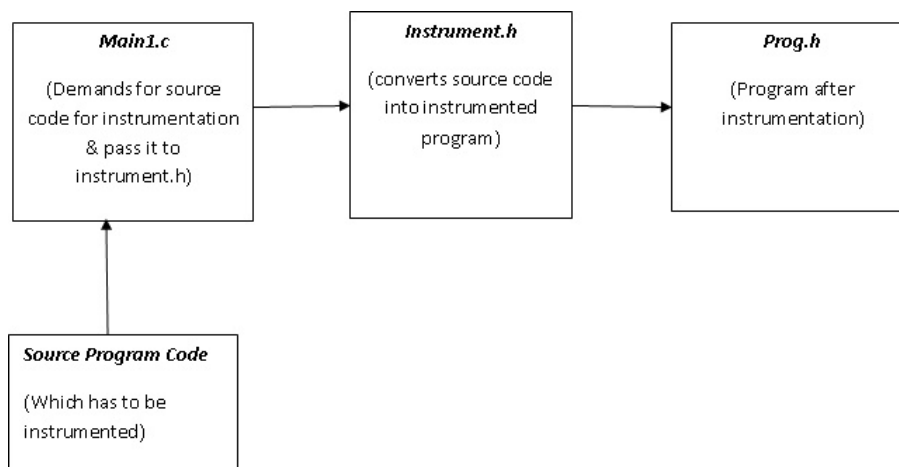 Main1.c
(Demands for source
code for instrumentation
& pass it to
instrument.h)
Instrument.h
(converts source code
into instrumented
program)
Prog.h
(Program after
instrumentation)
Source Program Code
(Which has to be
instrumented)